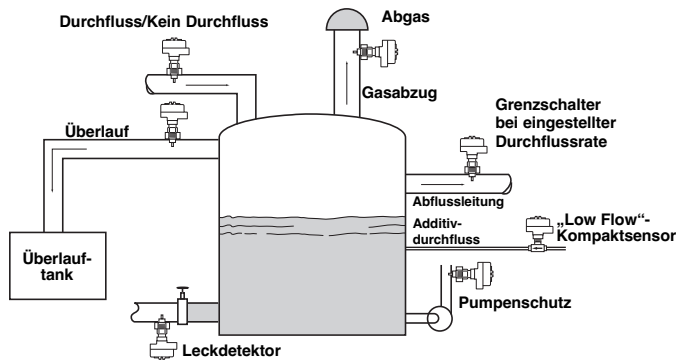 Durchfluss/Kein Durchfluss
Abgas
Gasabzug
Grenzschalter
bei eingestellter
Durchflussrate
Überlauf
Abflussleitung
Additiv-
durchfluss
„Low Flow“-
Kompaktsensor
Überlauf-
tank
Pumpenschutz
Leckdetektor